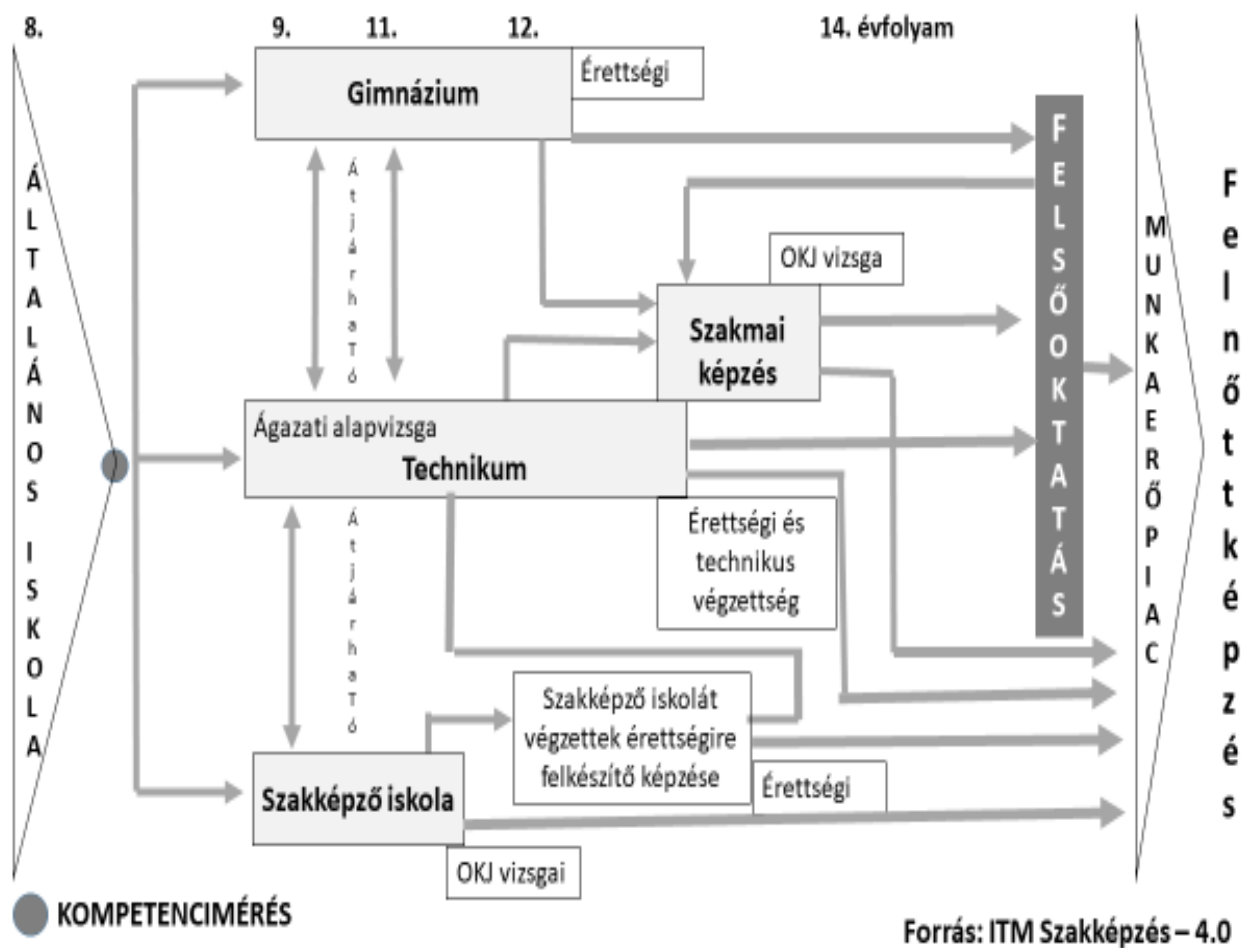 8.
9.
11.
12.
14. évfolyam
Gimnázium
Érettségi
ÁLTALÁNOS ISKOLA
ÁtjárhaTó
FELSŐOKTATÁS
MUNKAERŐPIAC
Felnőttképzés
OKJ vizsga
Szakmai
képzés
Ágazati alapvizsga
Technikum
ÁtjárhaTó
Érettségi és
technikus
végzettség
Szakképző iskolát
végzettek érettségire
felkészítő képzése
Érettségi
Szakképző iskola
OKJ vizsgai
KOMPETENCIMÉRÉS
Forrás: ITM Szakképzés – 4.0